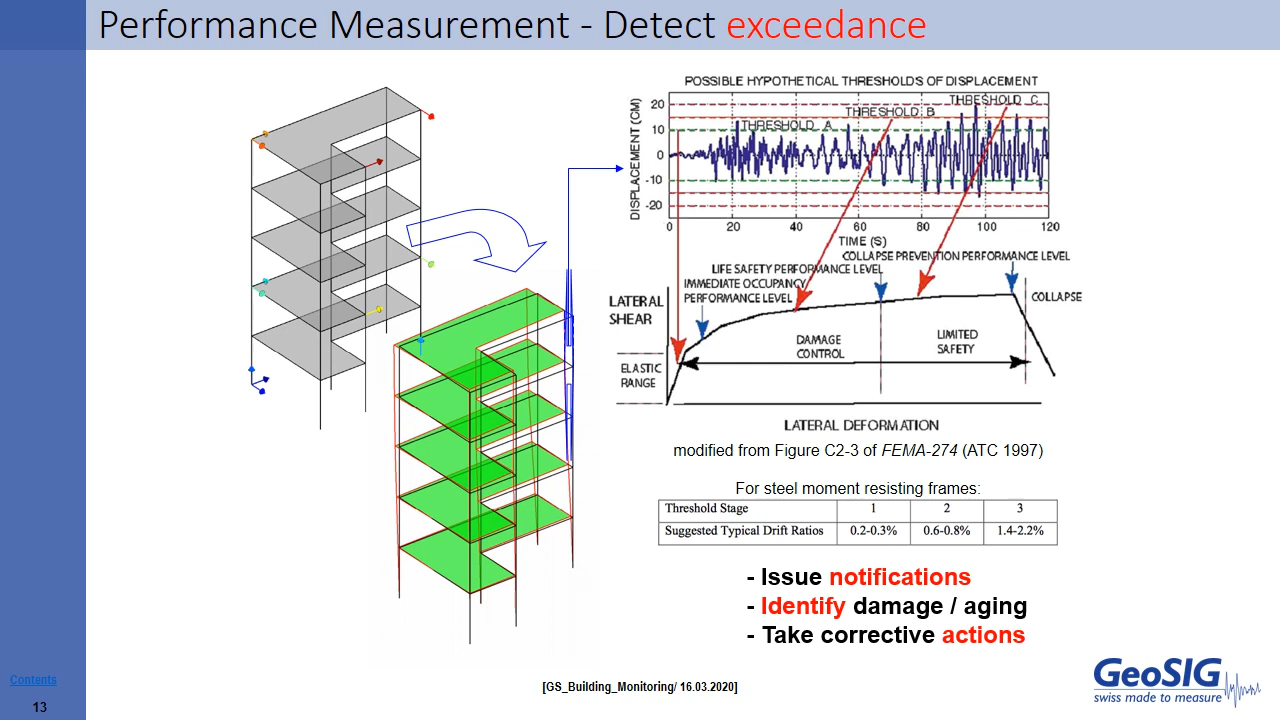 Performance Measurement - Detect exceedance
POSSIBLE HYPOTHETICAL THRESHOLDS OF DISPLACEMENT
DISPLACEMENT (CM)
20
10
0
-10
-20
THRESHOLD A
THRESHOLD B
THRESHOLD C
0 20 40 60 80 100 120
TIME (S)
COLLAPSE PREVENTION PERFORMANCE LEVEL
LIFE SAFETY PERFORMANCE LEVEL
IMMEDIATE OCCUPANCY
PERFORMANCE LEVEL
LATERAL
SHEAR
COLLAPSE
DAMAGE
CONTROL
LIMITED
SAFETY
ELASTIC
RANGE
LATERAL DEFORMATION
modified from Figure C2-3 of FEMA-274 (ATC 1997)
For steel moment resisting frames:
Threshold Stage 1 2 3
Suggested Typical Drift Ratios 0.2-0.3% 0.6-0.8% 1.4-2.2%
- Issue notifications
- Identify damage / aging
- Take corrective actions
GeoSIG
swiss made to measure
Contents
[GS_Building_Monitoring/ 16.03.2020]
13